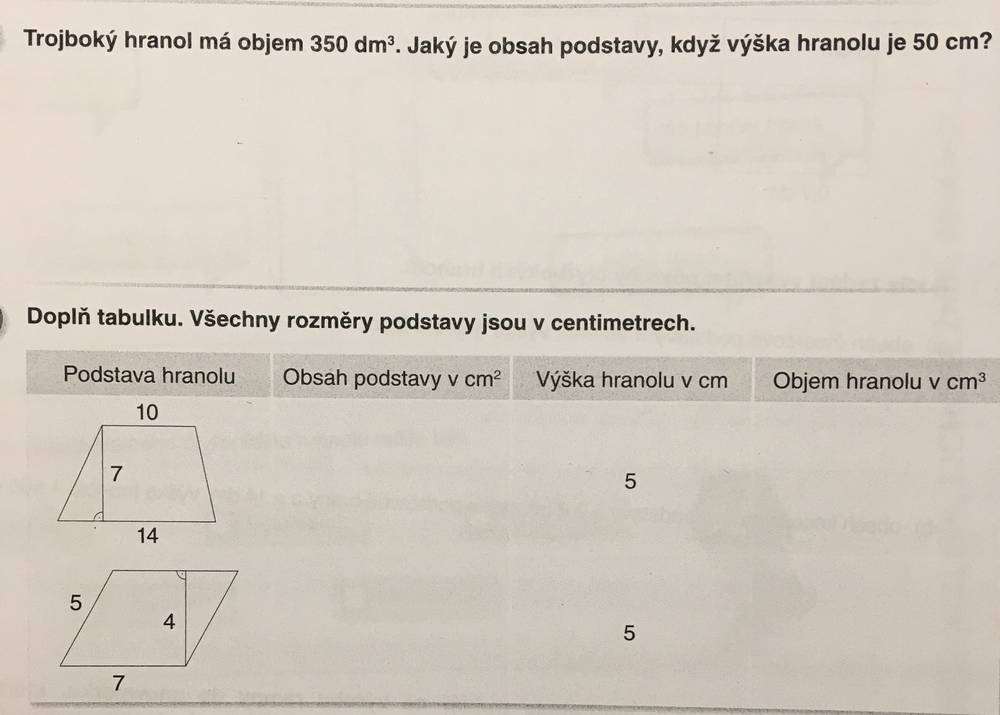 Trojboký hranol má objem 350 dm³. Jaký je obsah podstavy, když výška hranolu je 50 cm?
Doplň tabulku. Všechny rozměry podstavy jsou v centimetrech.
Podstava hranolu Obsah podstavy v cm² Výška hranolu v cm Objem hranolu v cm³
10
7
5
14
5
4
5
7